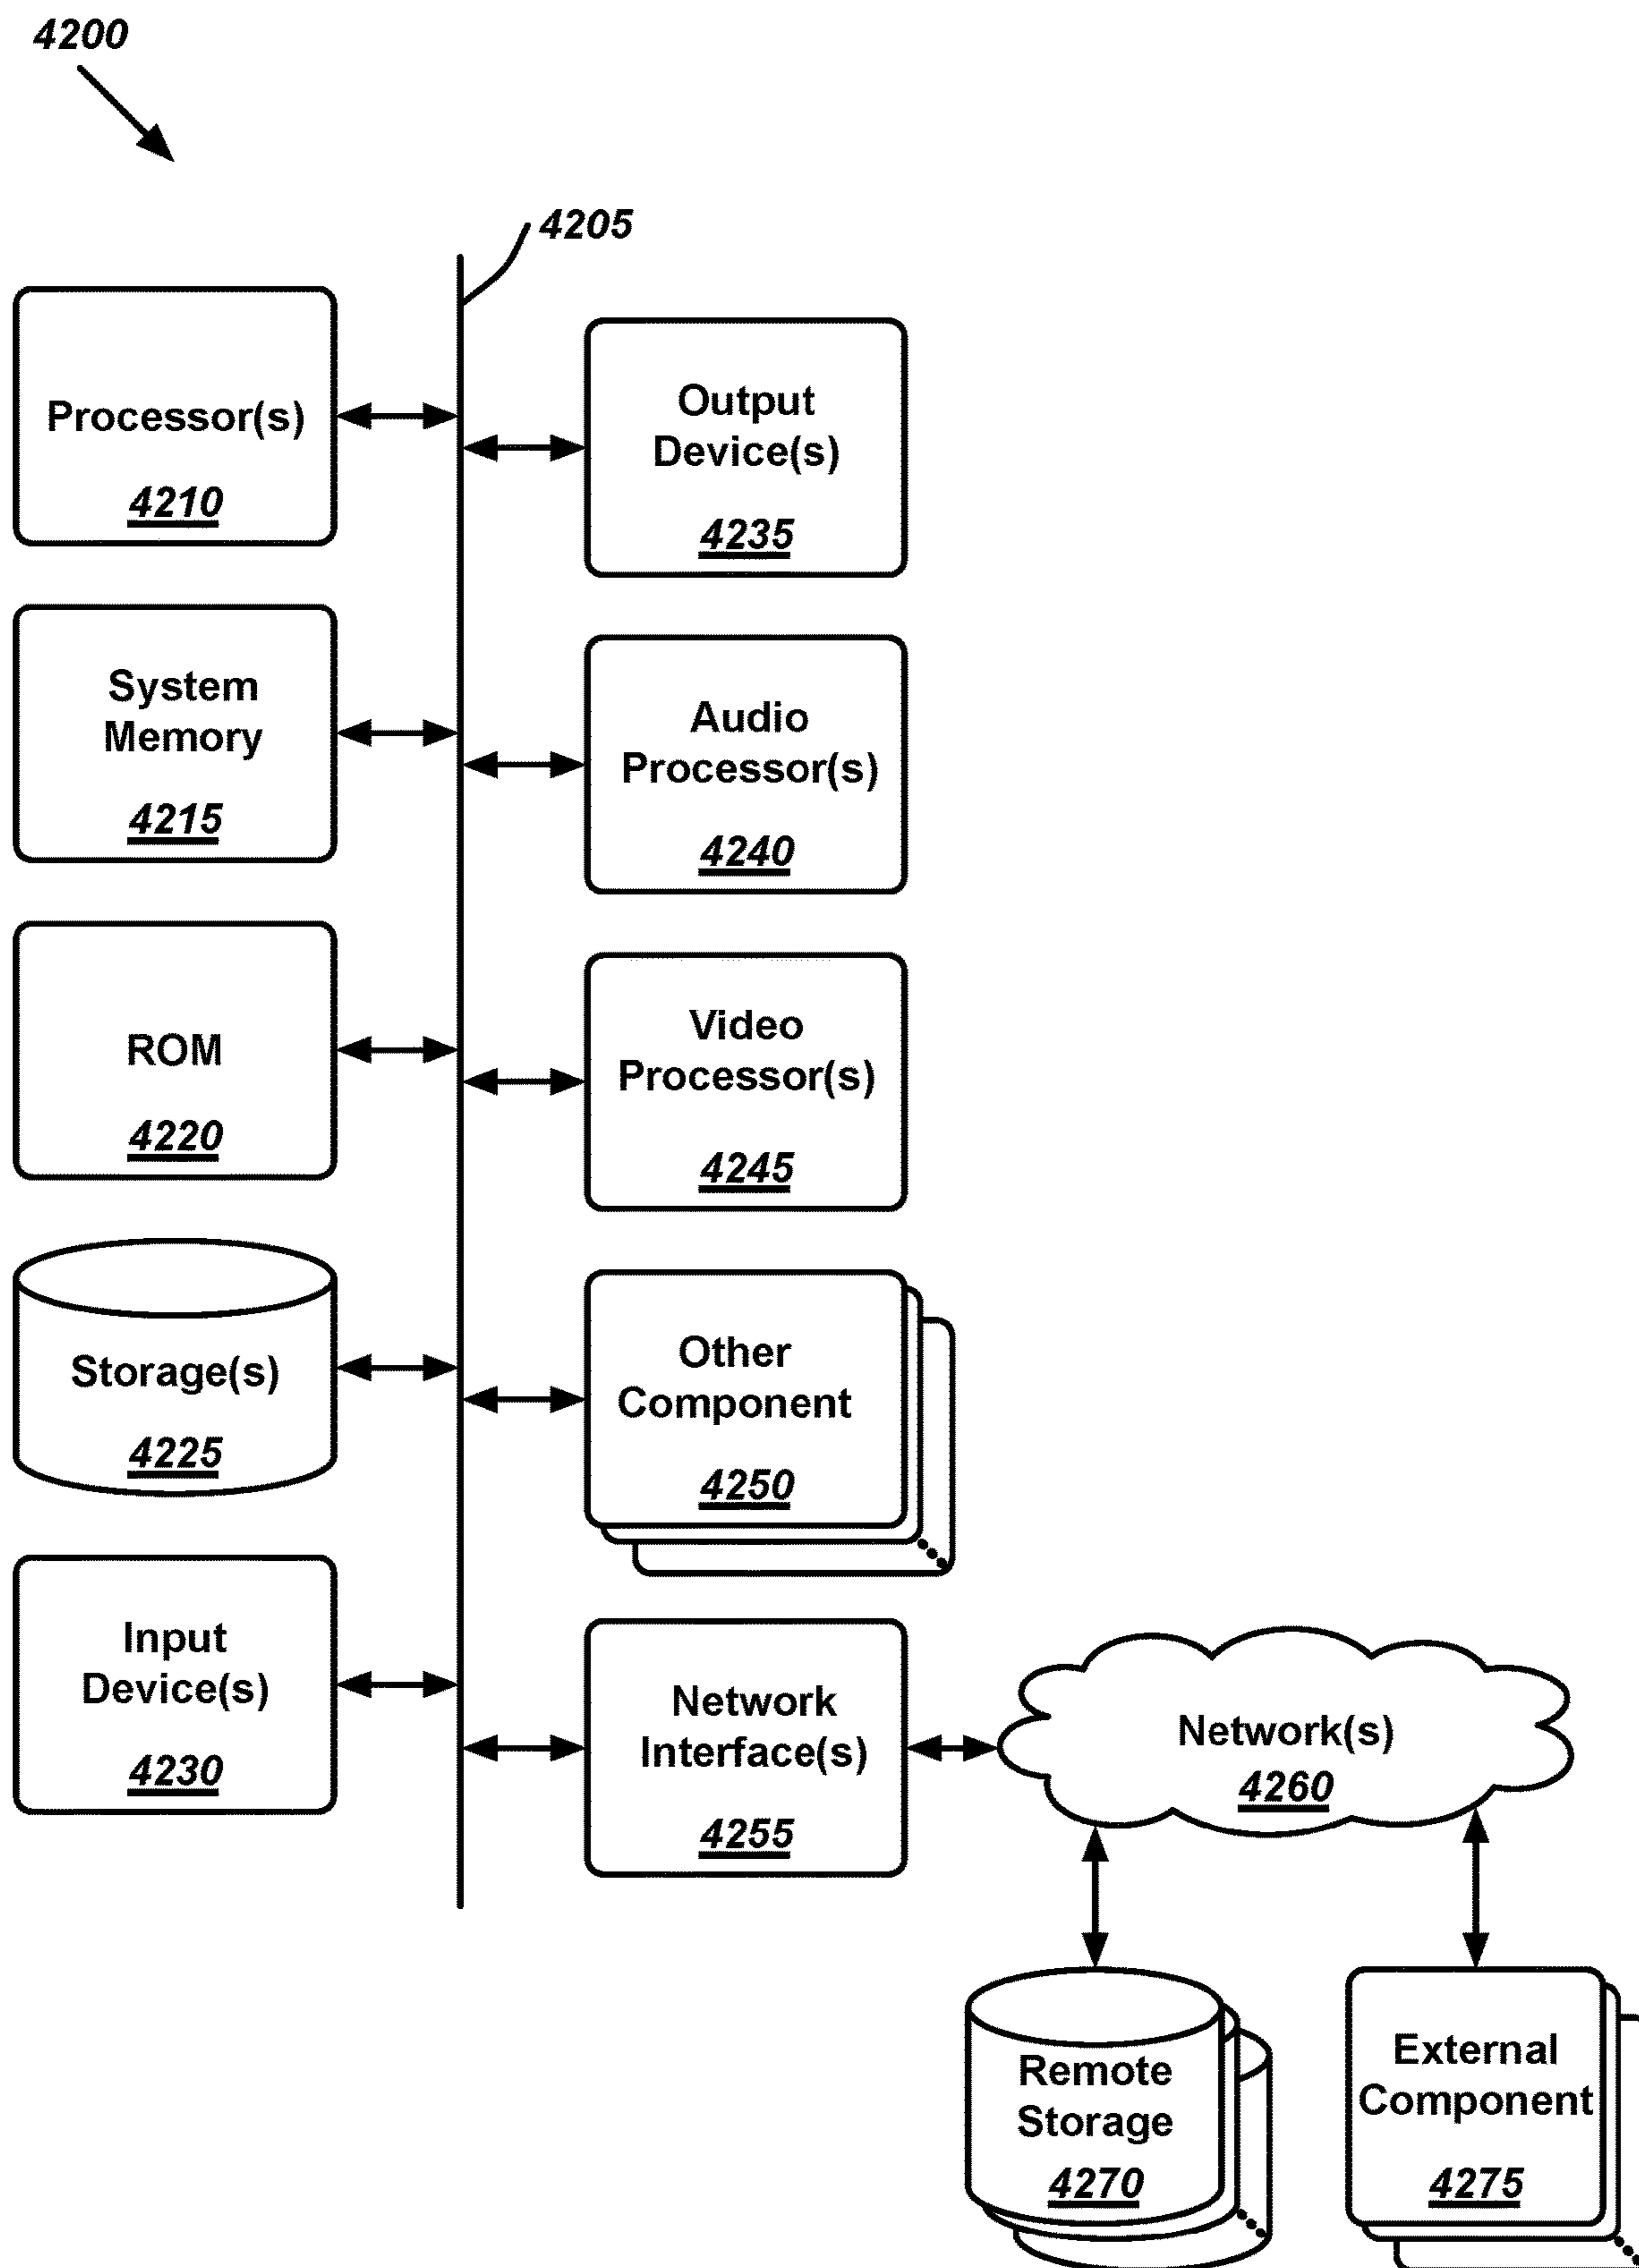 4200
4205
Processor(s)
4210
System
Memory
4215
ROM
4220
Storage(s)
4225
Input
Device(s)
4230
Output
Device(s)
4235
Audio
Processor(s)
4240
Video
Processor(s)
4245
Other
Component
4250
Network
Interface(s)
4255
Network(s)
4260
Remote
Storage
4270
External
Component
4275